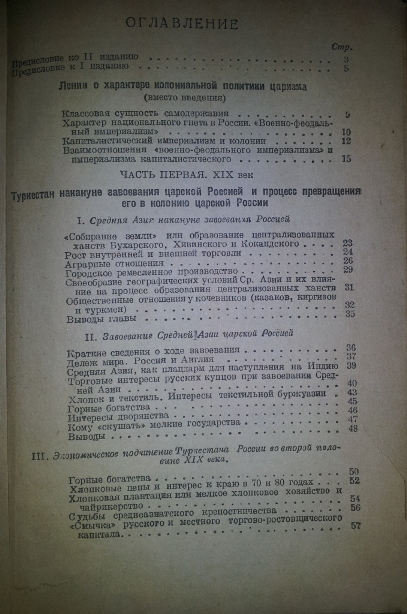 ОГЛАВЛЕНИЕ
Стр.
Предисловие ко II изданию . . . 3
Предисловие к I изданию . . . 5
Ленин о характере колониальной политики царизма
(вместо введения)
Классовая сущность самодержавия . . . 9
Характер национального гнета в России. «Военно-феодаль-
ный империализм» . . . 10
Капиталистический империализм и колонии . . . 12
Взаимоотношения «военно-феодального империализма» и
империализма капиталистического . . . 15
ЧАСТЬ ПЕРВАЯ. XIX век
Туркестан накануне завоевания царской Россией и процесс превращения
его в колонию царской России
I. Средняя Азия накануне завоевания Россией
«Собирание земли» или образование централизованных
ханств Бухарского, Хивинского и Кокандского . . . . 23
Рост внутренней и внешней торговли . . . 24
Аграрные отношения . . . 26
Городское ремесленное производство . . . 29
Своеобразие географических условий Ср. Азии и их влия-
ние на процесс образования централизованных ханств 31
Общественные отношения у кочевников (казаков, киргизов
и туркмен) . . . 32
Выводы главы . . . 35
II. Завоевание Средней Азии царской Россией
Краткие сведения о ходе завоевания . . . 36
Дележ мира. Россия и Англия . . . 37
Средняя Азия, как плацдарм для наступления на Индию 39
Торговые интересы русских купцов при завоевании Сред-
ней Азии . . . 40
Хлопок и текстиль. Интересы текстильной буржуазии . 43
Горные богатства . . . 45
Интересы дворянства . . . 46
Кому «скушать» мелкие государства . . . 47
Выводы . . . 48
III. Экономическое подчинение Туркестана России во второй поло-
вине XIX века.
Горные богатства . . . 50
Хлопковые цены и интерес к краю в 70 и 80 годах . . . 52
Хлопковая плантация или мелкое хлопковое хозяйство и
чайрикерство . . . 54
Судьбы среднеазиатского крепостничества . . . 56
«Смычка» русского и местного торгово-ростовщического
капитала. . . . 57